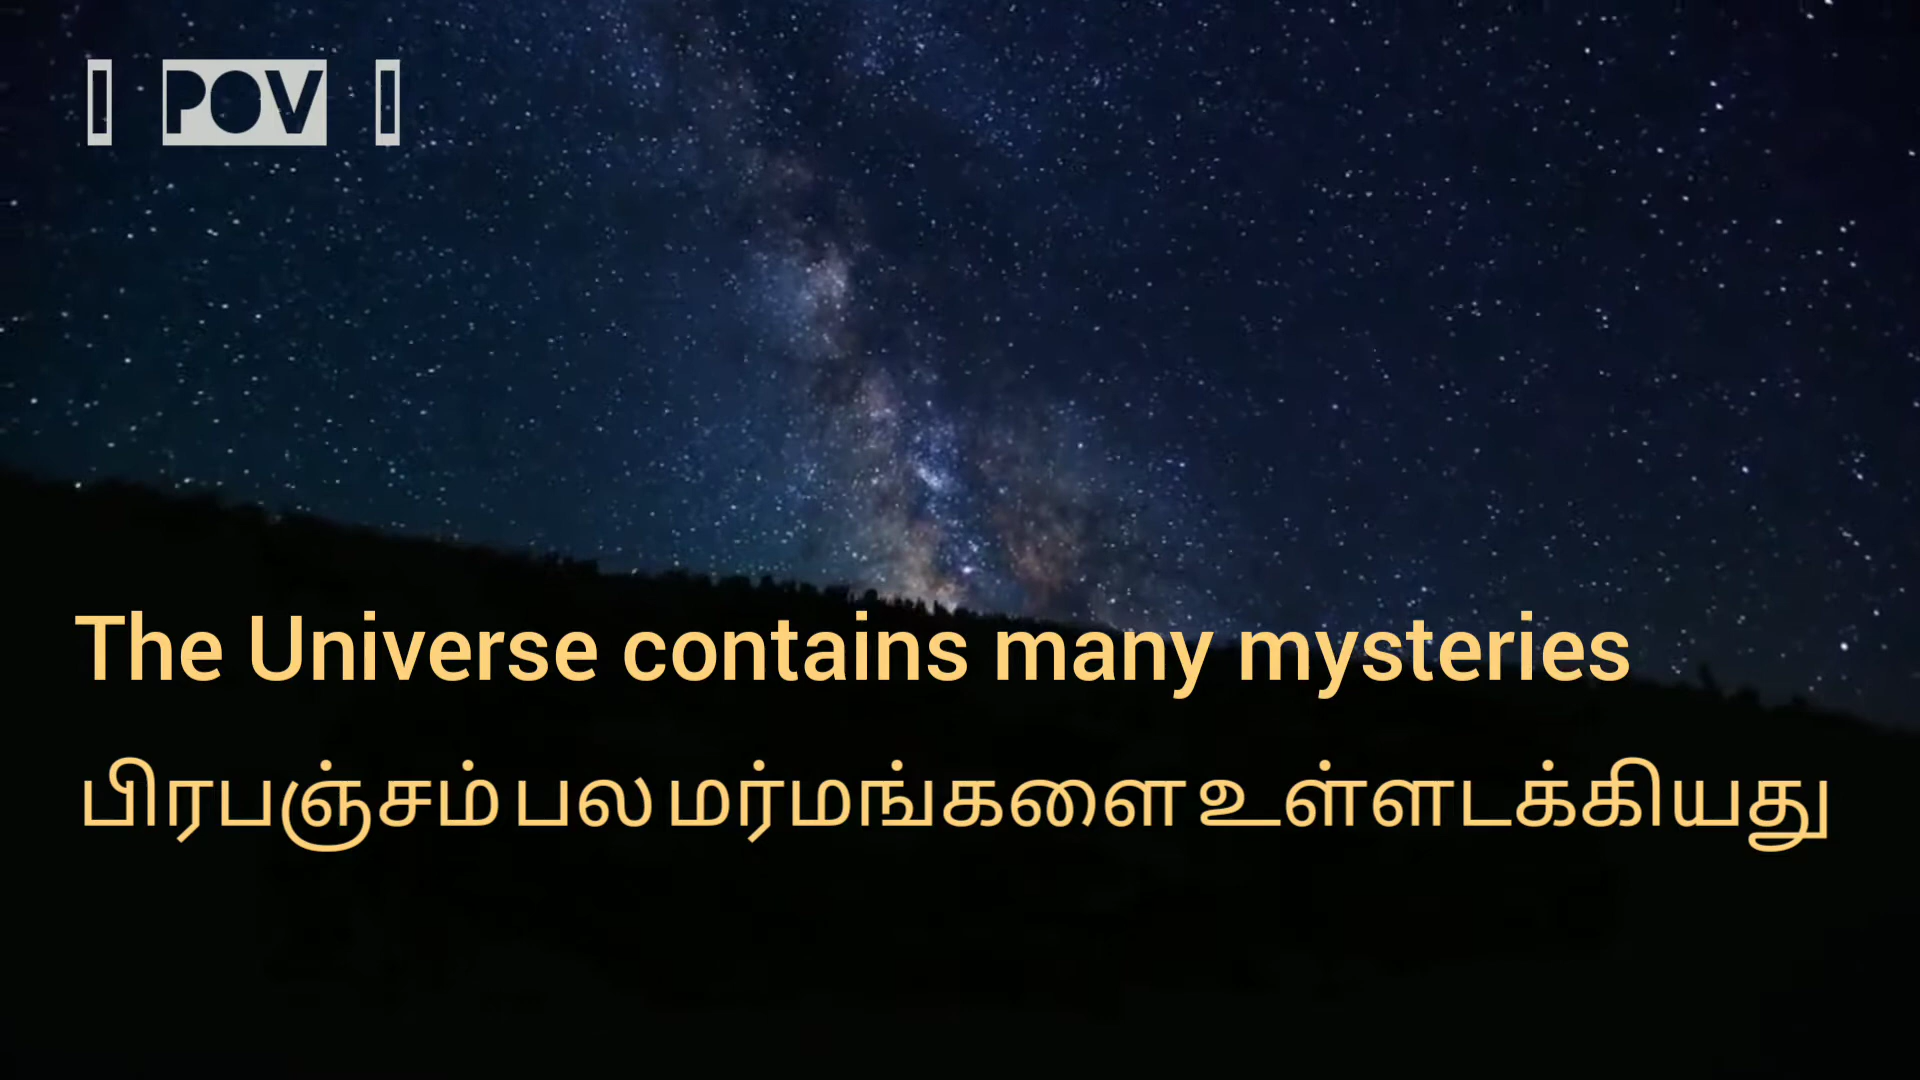 POV
The Universe contains many mysteries
பிரபஞ்சம் பல மர்மங்களை உள்ளடக்கியது